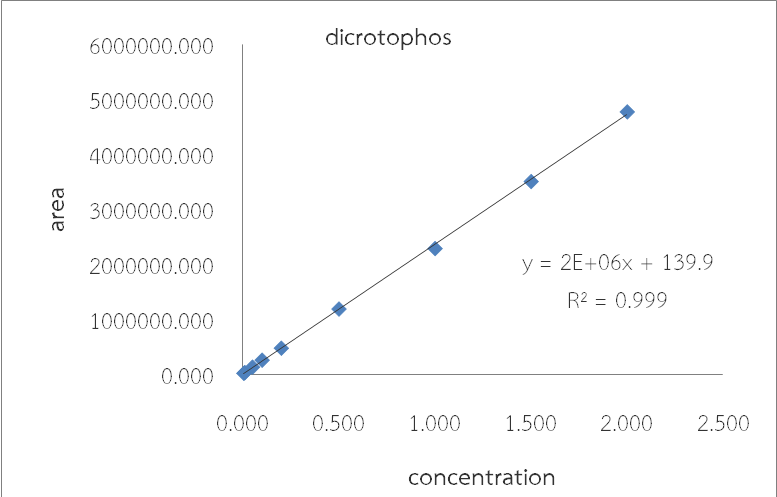 dicrotophos
6000000.000
5000000.000
4000000.000
3000000.000
2000000.000
1000000.000
0.000
area
y = 2E+06x + 139.9
R² = 0.999
0.000 0.500 1.000 1.500 2.000 2.500
concentration